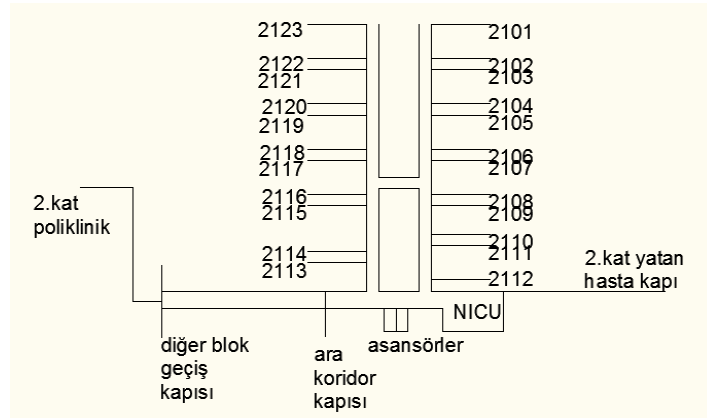 2123
2101
2122
2102
2121
2103
2120
2104
2119
2105
2118
2106
2117
2107
2116
2108
2115
2109
2110
2114
2111
2113
2112
2.kat
poliklinik
2.kat yatan
hasta kapı
NICU
diğer blok
geçiş
kapısı
ara
koridor
kapısı
asansörler